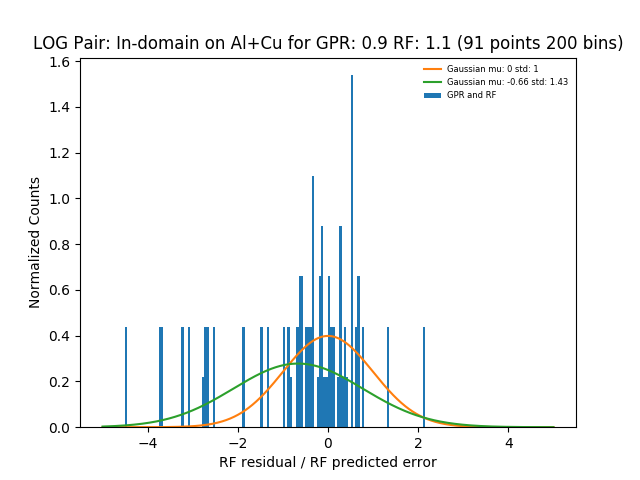 LOG Pair: In-domain on Al+Cu for GPR: 0.9 RF: 1.1 (91 points 200 bins)
Gaussian mu: 0 std: 1
Gaussian mu: -0.66 std: 1.43
GPR and RF
Normalized Counts
1.6
1.4
1.2
1.0
0.8
0.6
0.4
0.2
0.0
−4 −2 0 2 4
RF residual / RF predicted error